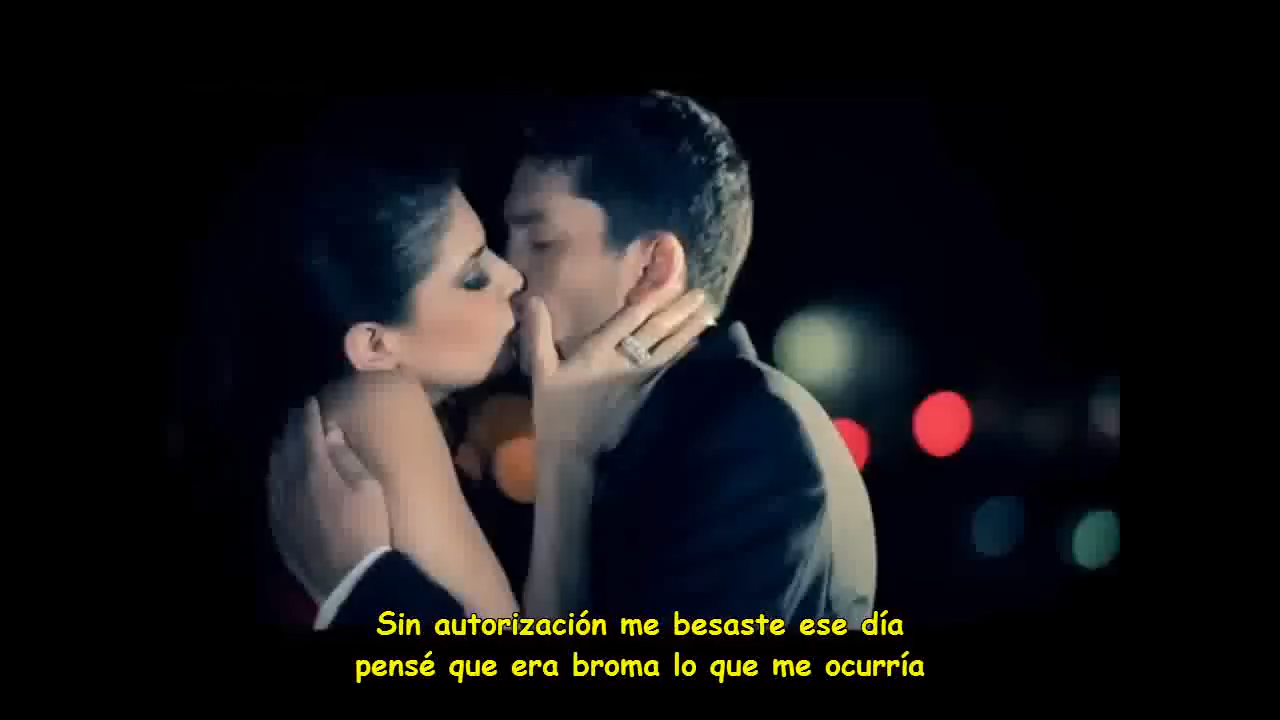 Sin autorización me besaste ese día
pensé que era broma lo que me ocurría